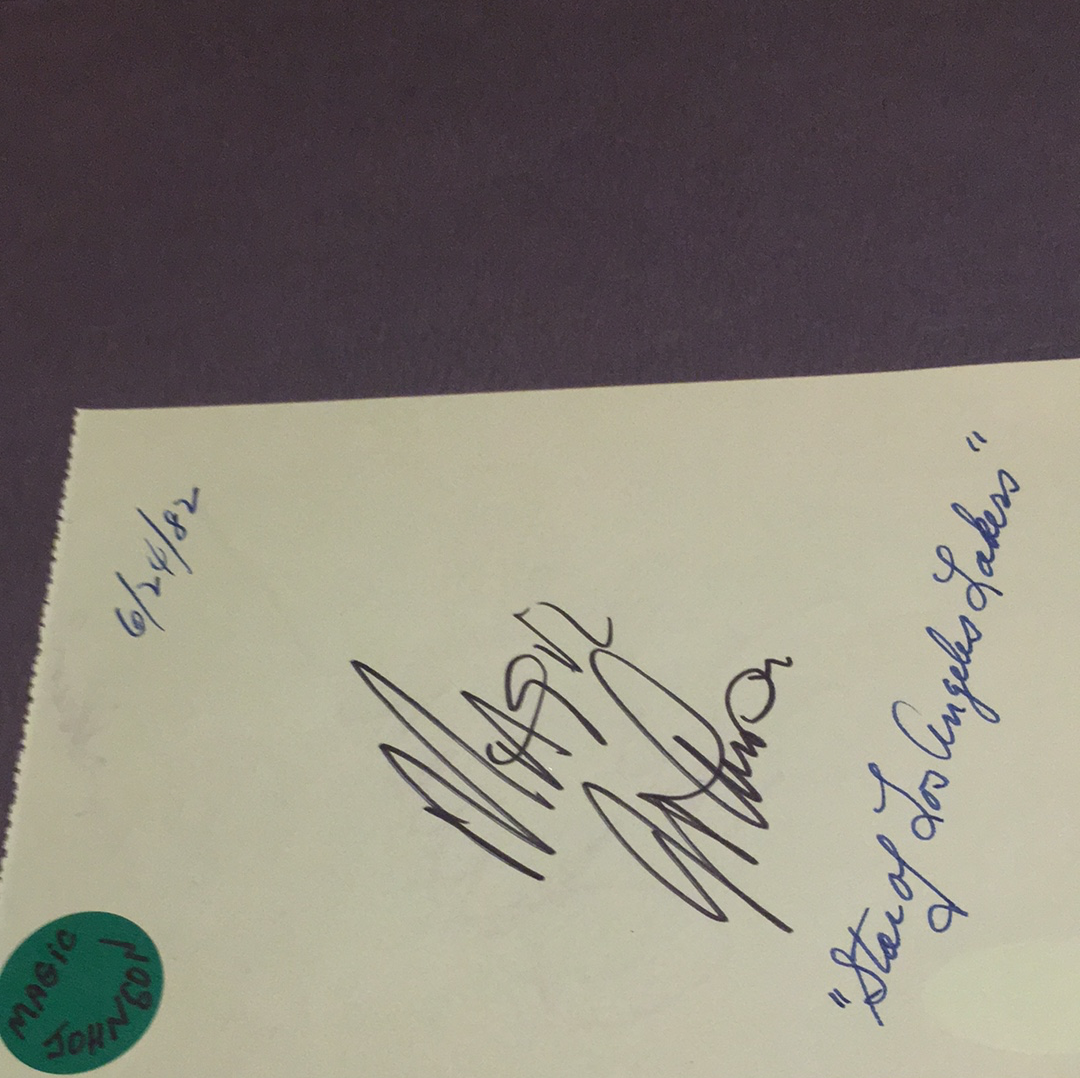 6/24/82
MAGIC
JOHNSON
Magic
Johnson
"Star of Los Angeles Lakers"